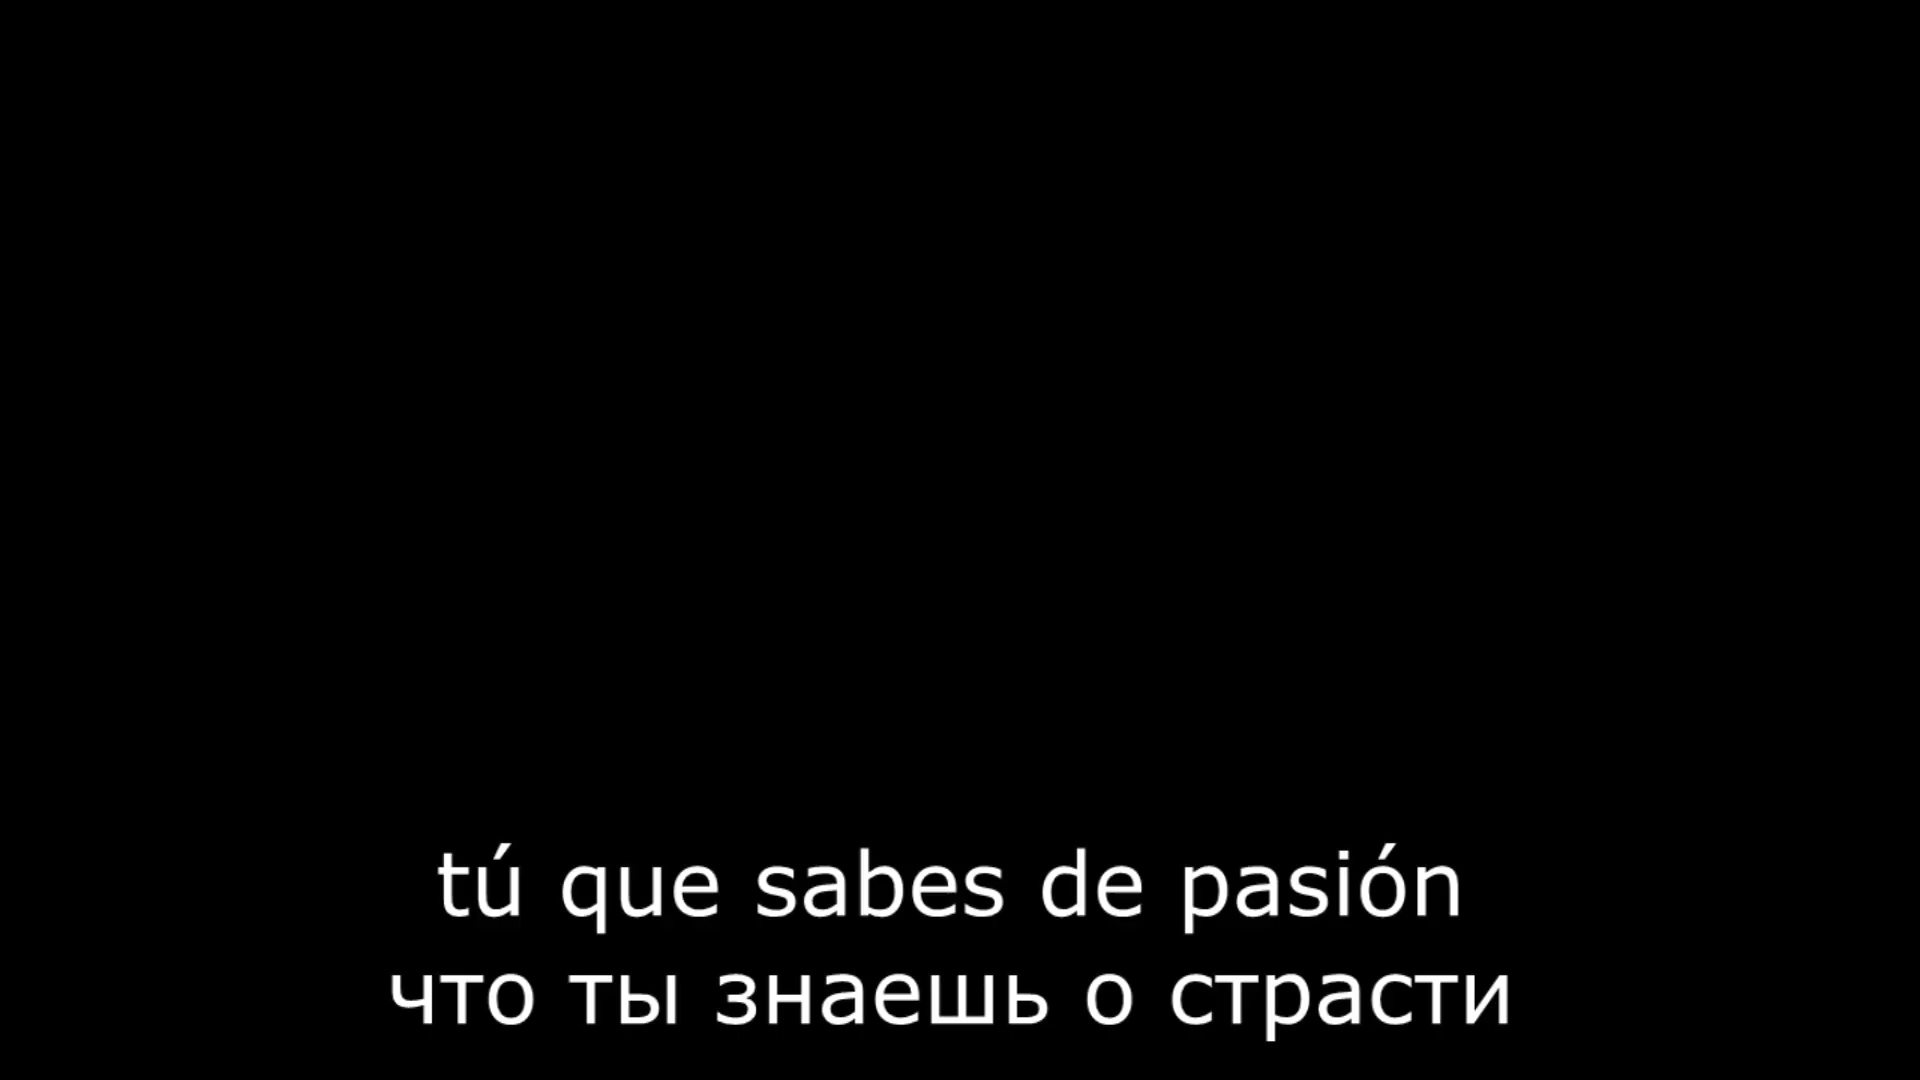 tú que sabes de pasión
что ты знаешь о страсти